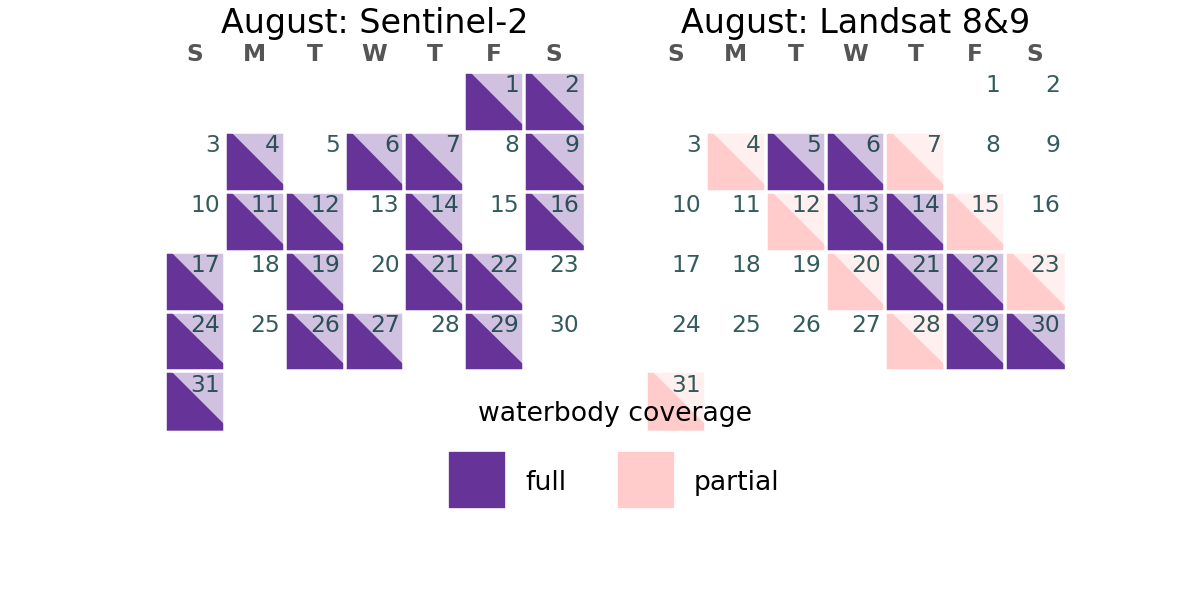 August: Sentinel-2
S M T W T F S
1 2
3 4 5 6 7 8 9
10 11 12 13 14 15 16
17 18 19 20 21 22 23
24 25 26 27 28 29 30
31
August: Landsat 8&9
S M T W T F S
1 2
3 4 5 6 7 8 9
10 11 12 13 14 15 16
17 18 19 20 21 22 23
24 25 26 27 28 29 30
31
waterbody coverage
full
partial